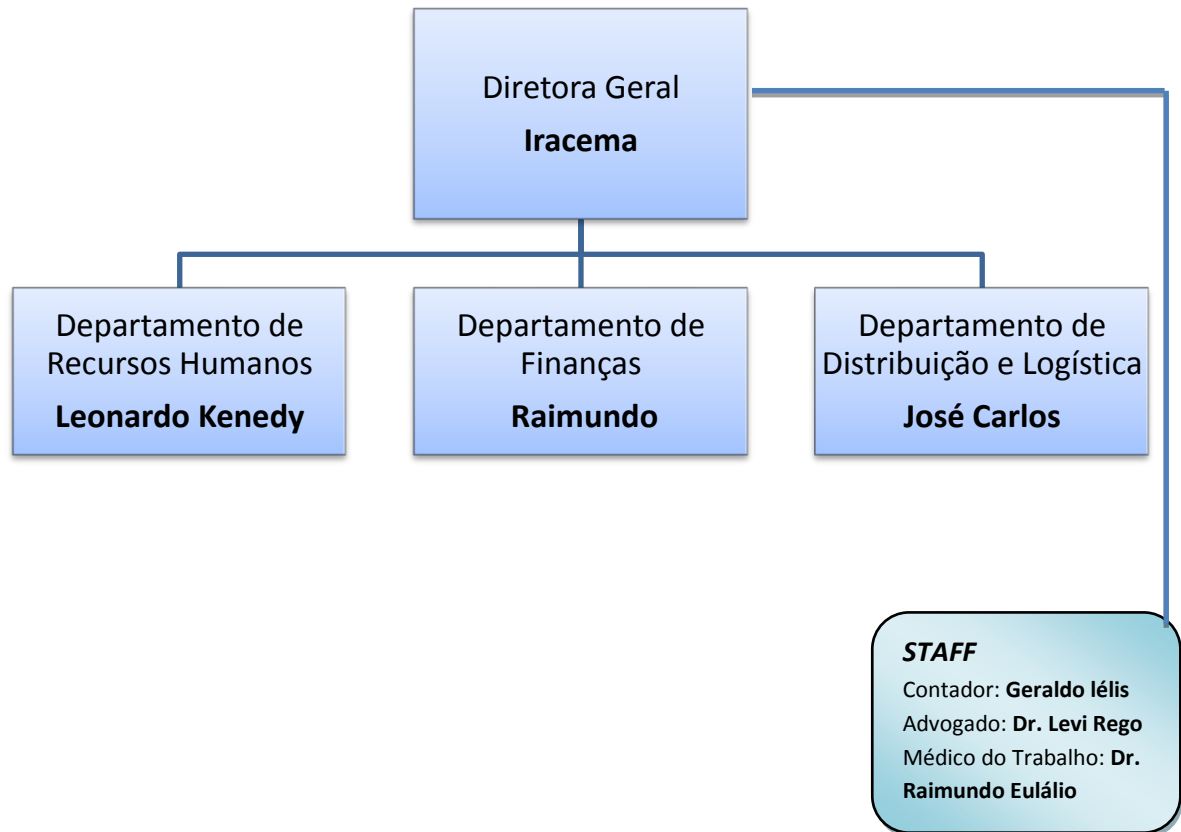 Diretora Geral
Iracema
Departamento de
Recursos Humanos
Leonardo Kenedy
Departamento de
Finanças
Raimundo
Departamento de
Distribuição e Logística
José Carlos
STAFF
Contador: Geraldo lélis
Advogado: Dr. Levi Rego
Médico do Trabalho: Dr.
Raimundo Eulálio